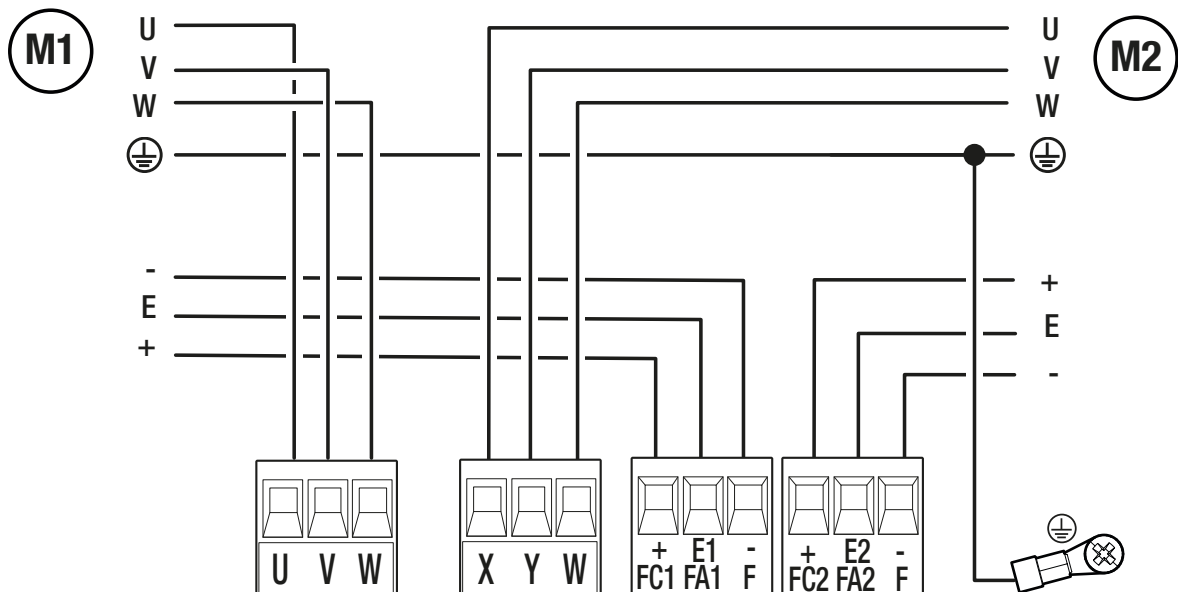 M1
U
V
W
-
E
+
U
V
W
M2
+
E
-
U V W
X Y W
+ E1 -
FC1 FA1 F
+ E2 -
FC2 FA2 F